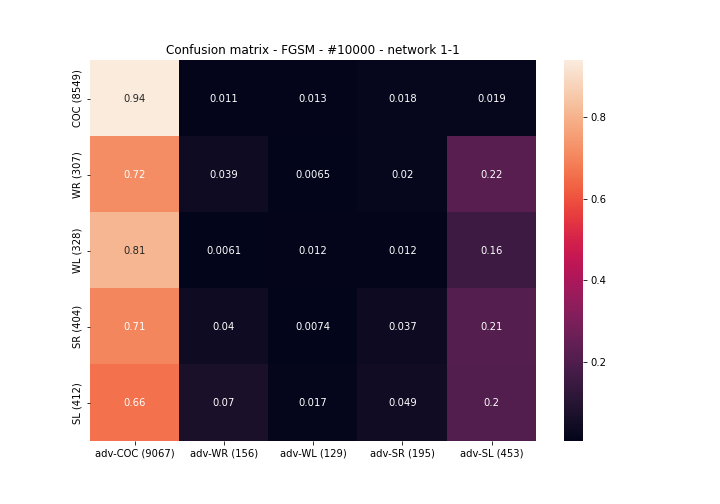 Confusion matrix - FGSM - #10000 - network 1-1
COC (8549)
0.94 0.011 0.013 0.018 0.019
WR (307)
0.72 0.039 0.0065 0.02 0.22
WL (328)
0.81 0.0061 0.012 0.012 0.16
SR (404)
0.71 0.04 0.0074 0.037 0.21
SL (412)
0.66 0.07 0.017 0.049 0.2
adv-COC (9067) adv-WR (156) adv-WL (129) adv-SR (195) adv-SL (453)
0.8
0.6
0.4
0.2